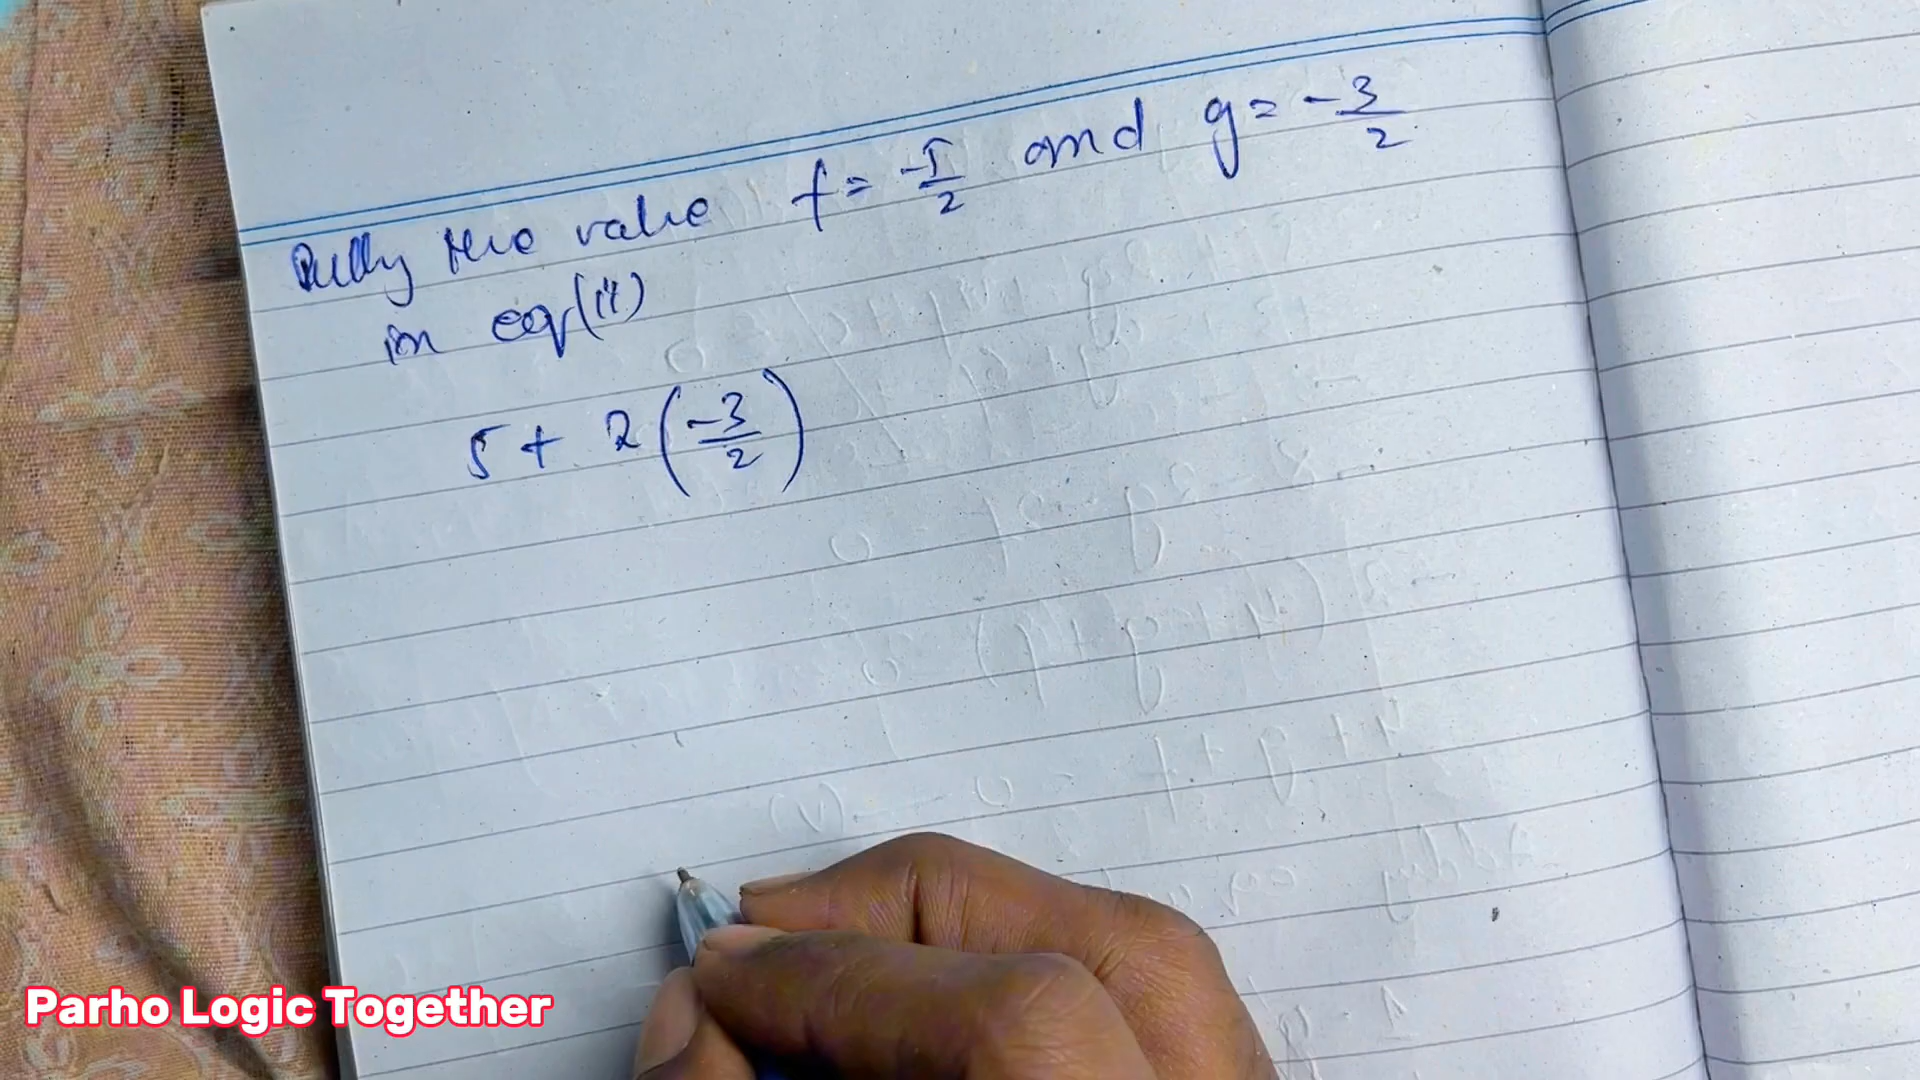 Putting the value f = -5/2 and g = -3/2
in eq(ii)
5 + 2 (-3/2)
Parho Logic Together